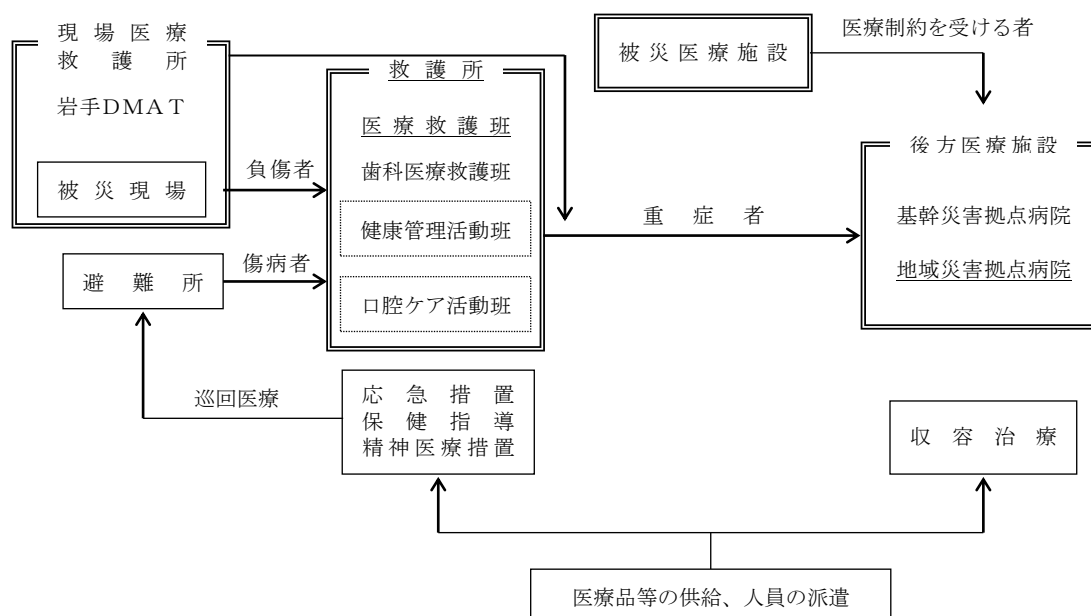 現場医療
救護所
岩手DMAT
被災現場
負傷者
避難所
傷病者
救護所
医療救護班
歯科医療救護班
健康管理活動班
口腔ケア活動班
被災医療施設
医療制約を受ける者
重症者
後方医療施設
基幹災害拠点病院
地域災害拠点病院
巡回医療
応急措置
保健指導
精神医療措置
収容治療
医療品等の供給、人員の派遣